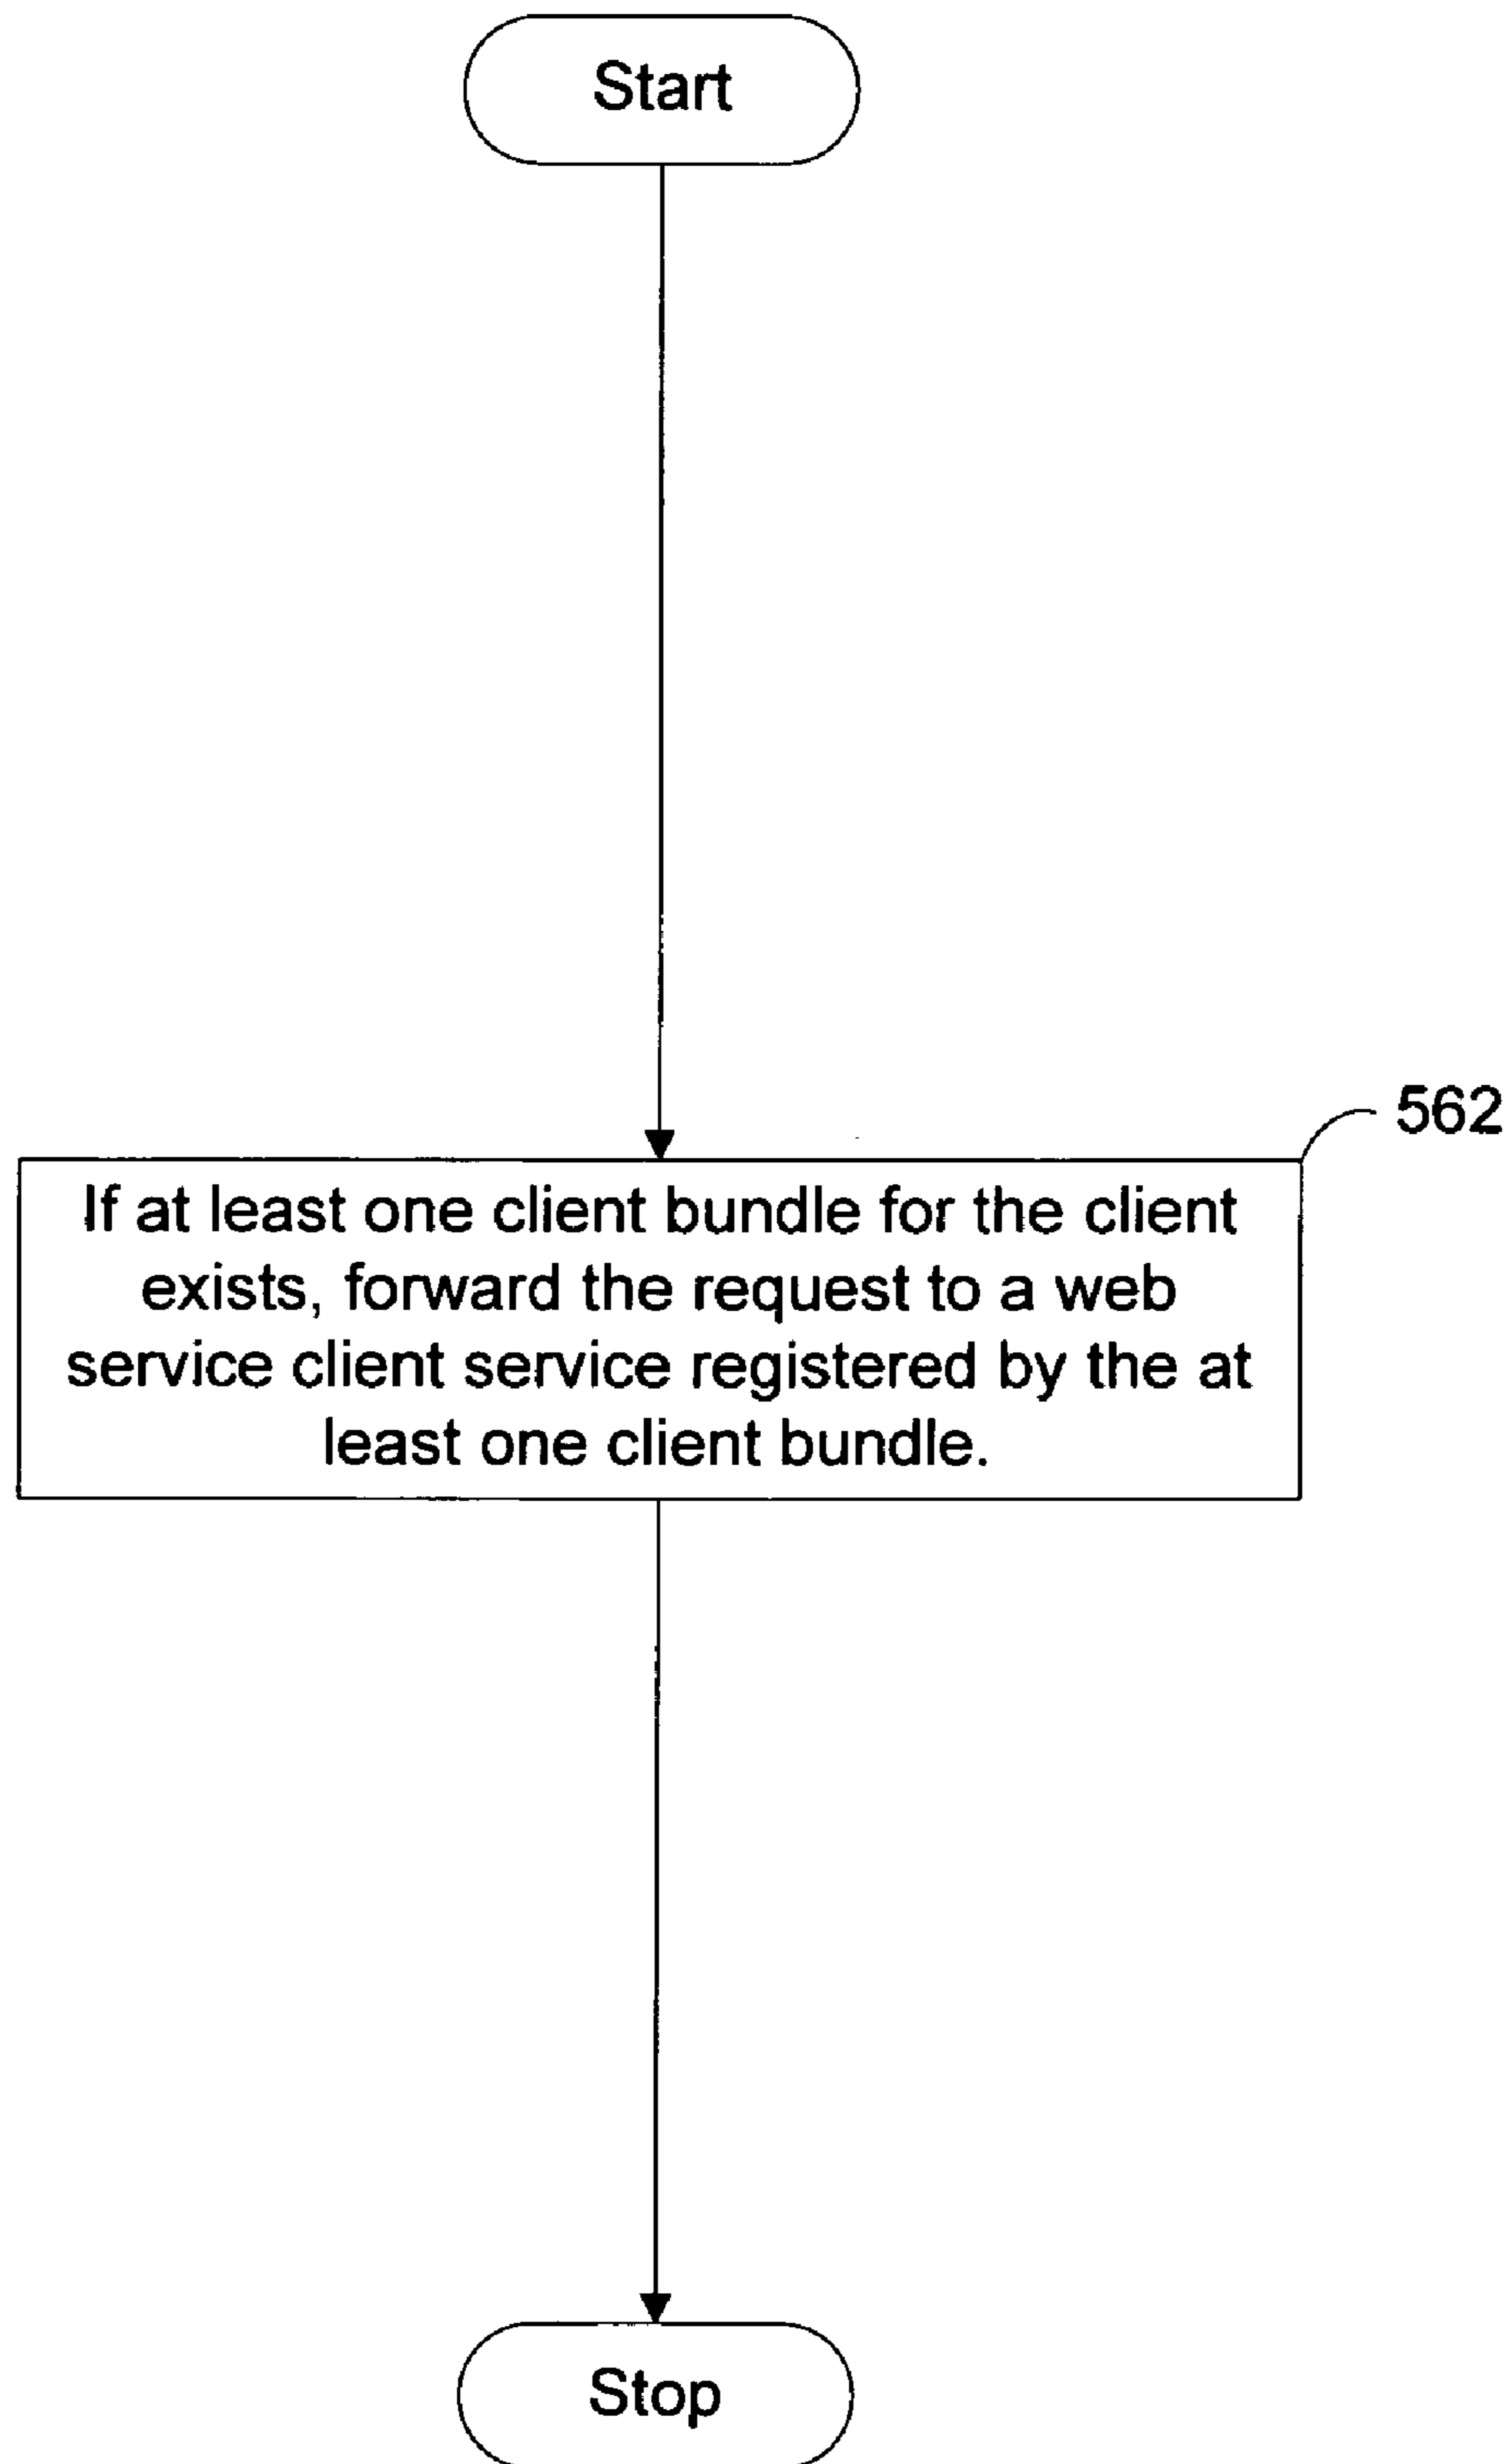 Start
562
If at least one client bundle for the client
exists, forward the request to a web
service client service registered by the at
least one client bundle.
Stop